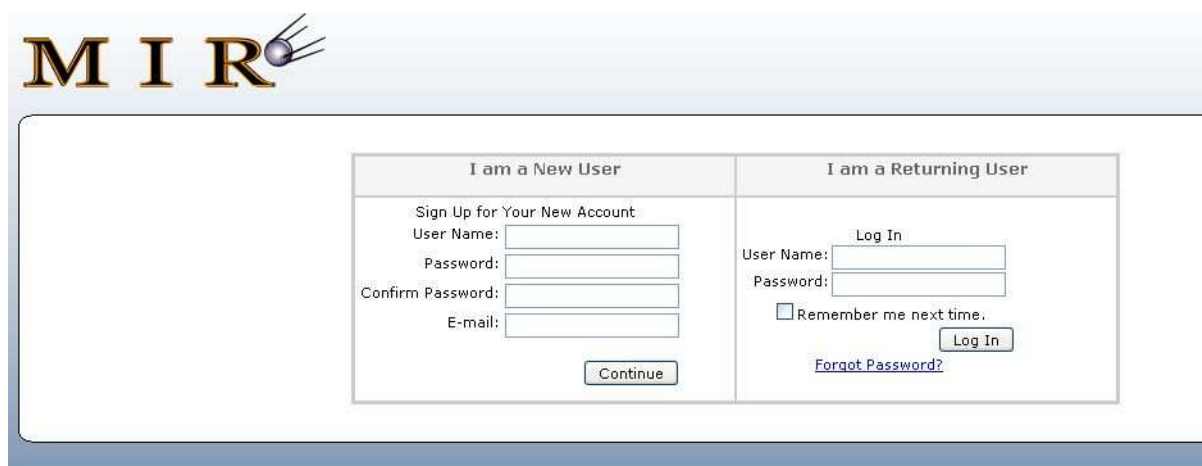 M I R
I am a New User
Sign Up for Your New Account
User Name:
Password:
Confirm Password:
E-mail:
Continue
I am a Returning User
Log In
User Name:
Password:
Remember me next time.
Log In
Forgot Password?